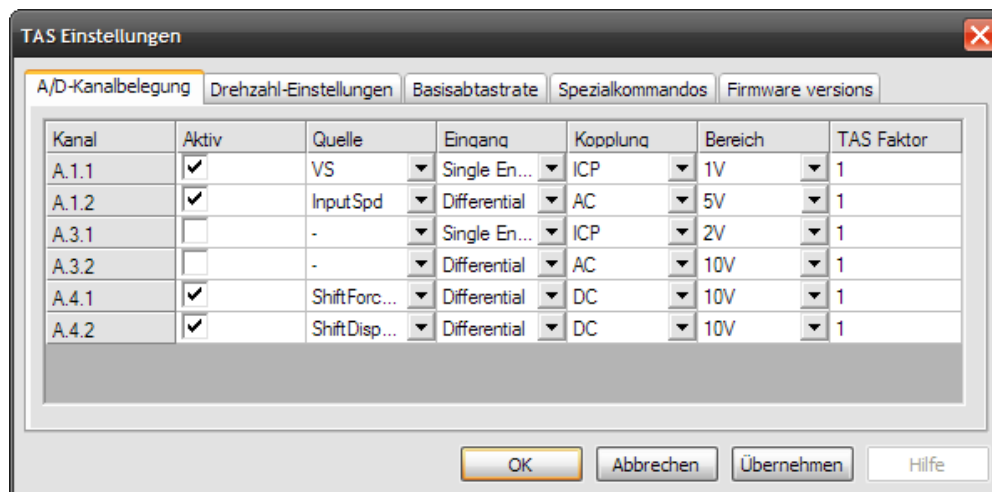 TAS Einstellungen
A/D-Kanalbelegung Drehzahl-Einstellungen Basisabtastrate Spezialkommandos Firmware versions
Kanal Aktiv Quelle Eingang Kopplung Bereich TAS Faktor
A.1.1 VS Single En... ICP 1V 1
A.1.2 InputSpd Differential AC 5V 1
A.3.1 - Single En... ICP 2V 1
A.3.2 - Differential AC 10V 1
A.4.1 ShiftForc... Differential DC 10V 1
A.4.2 ShiftDisp... Differential DC 10V 1
OK Abbrechen Übernehmen Hilfe